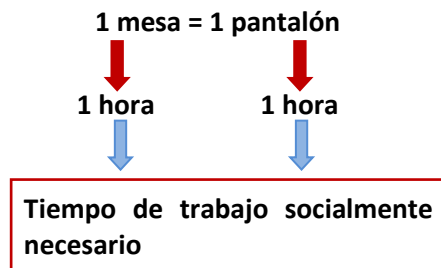 1 mesa = 1 pantalón
1 hora 1 hora
Tiempo de trabajo socialmente
necesario